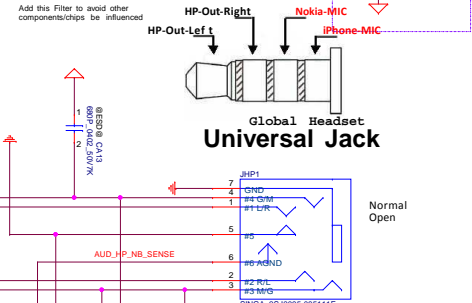 Add this Filter to avoid other
components/chips be influenced
HP-Out-Right
Nokia-MIC
HP-Out-Lef t
iPhone-MIC
Global Headset
Universal Jack
1
2
@ESD@ CA13
680P_0402_50V7K
JHP1
7
GND
4
#4 G/M
1
#1 L/R
5
#5
AUD_HP_NB_SENSE
6
#6 AGND
2
#2 R/L
3
#3 M/G
Normal
Open